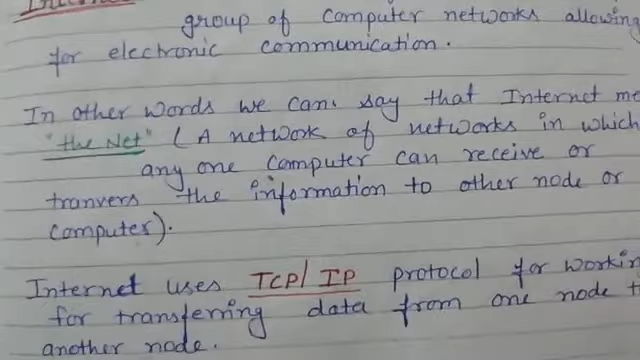 group of computer networks allowing
for electronic communication.
In other words we can. say that Internet me
"the Net" (A network of networks in which
any one computer can receive or
tranvers the information to other node or
computer).
Internet uses TCP/IP protocol for workin
for transferring data from one node t
another node.